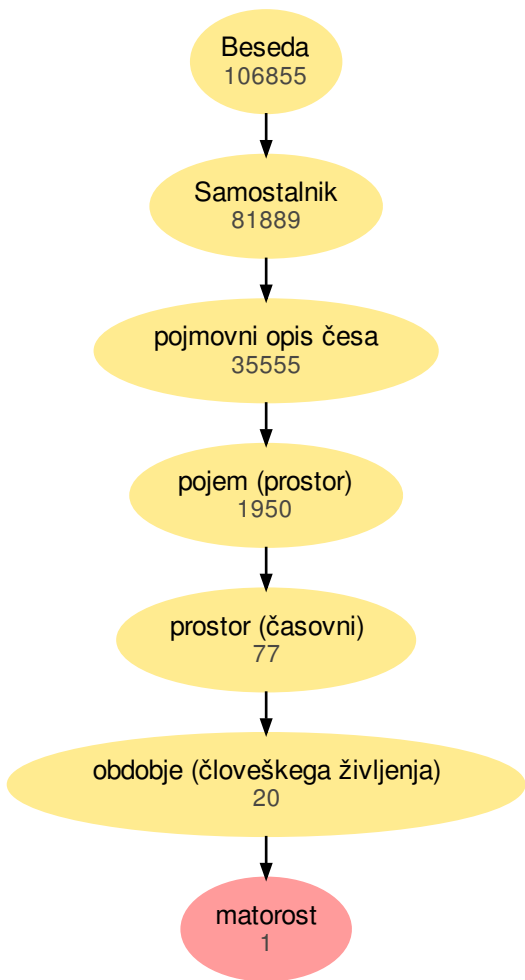 Beseda
106855
Samostalnik
81889
pojmovni opis česa
35555
pojem (prostor)
1950
prostor (časovni)
77
obdobje (človeškega življenja)
20
matorost
1